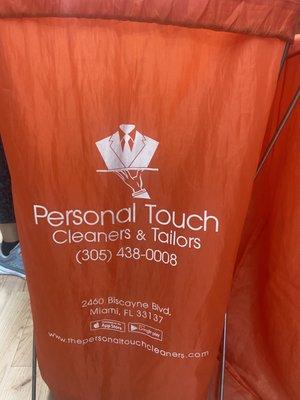 Personal Touch
Cleaners & Tailors
(305) 438-0008
2460 Biscayne Blvd.
Miami, FL 33137
App Store Google play
www.thepersonaltouchcleaners.com